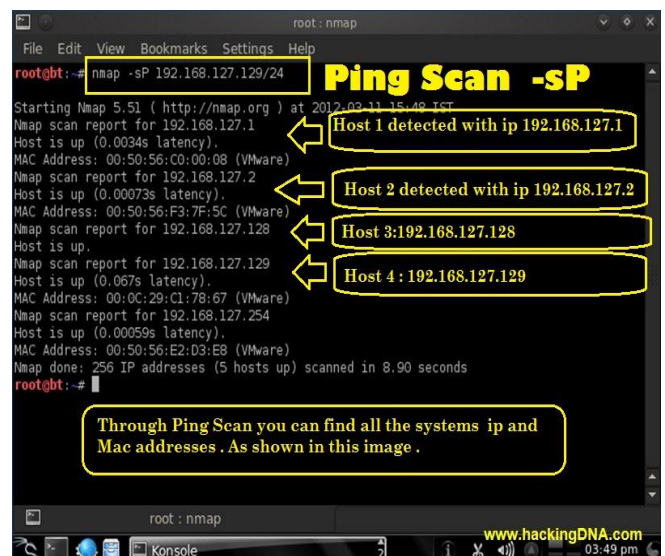 root : nmap
File Edit View Bookmarks Settings Help
root@bt:~# nmap -sP 192.168.127.129/24
Ping Scan -sP
Starting Nmap 5.51 ( http://nmap.org ) at 2012-03-11 15:48 IST
Nmap scan report for 192.168.127.1
Host is up (0.0034s latency).
MAC Address: 00:50:56:C0:00:08 (VMware)
Nmap scan report for 192.168.127.2
Host is up (0.00073s latency).
MAC Address: 00:50:56:F3:7F:5C (VMware)
Nmap scan report for 192.168.127.128
Host is up.
Nmap scan report for 192.168.127.129
Host is up (0.067s latency).
MAC Address: 00:0C:29:C1:78:67 (VMware)
Nmap scan report for 192.168.127.254
Host is up (0.00059s latency).
MAC Address: 00:50:56:E2:D3:E8 (VMware)
Nmap done: 256 IP addresses (5 hosts up) scanned in 8.90 seconds
root@bt:~#
Host 1 detected with ip 192.168.127.1
Host 2 detected with ip 192.168.127.2
Host 3:192.168.127.128
Host 4 : 192.168.127.129
Through Ping Scan you can find all the systems ip and
Mac addresses . As shown in this image .
root : nmap
www.hackingDNA.com
Konsole
2
03:49 pm